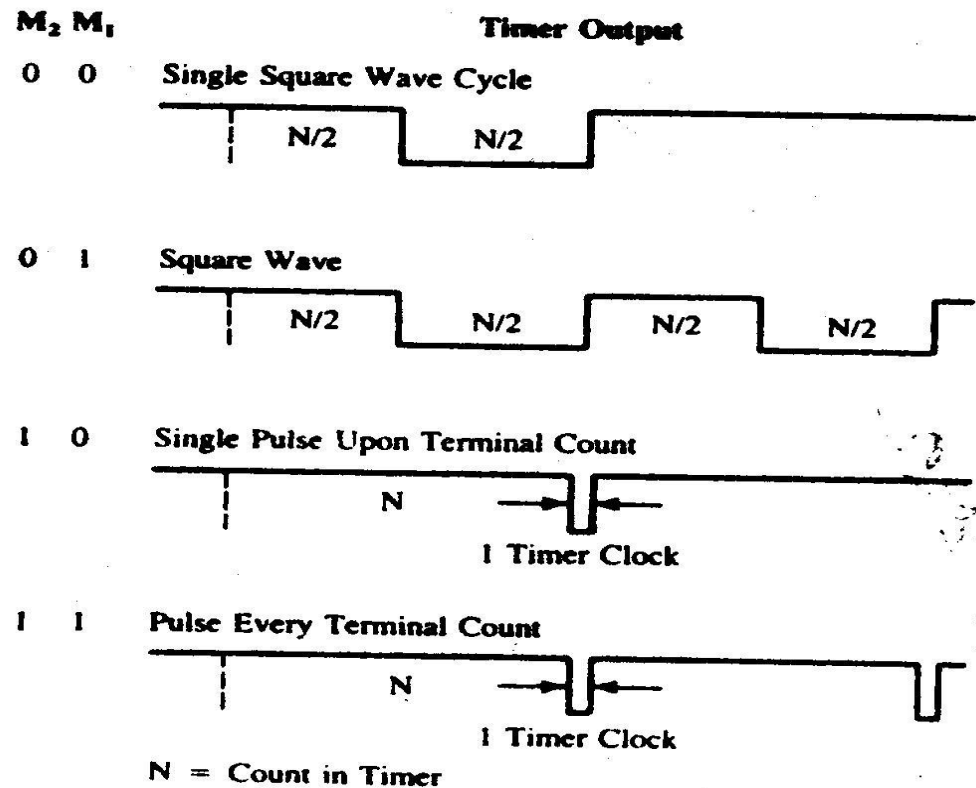 M₂ M₁ Timer Output
0 0 Single Square Wave Cycle
N/2 N/2
0 1 Square Wave
N/2 N/2 N/2 N/2
1 0 Single Pulse Upon Terminal Count
N
1 Timer Clock
1 1 Pulse Every Terminal Count
N
1 Timer Clock
N = Count in Timer